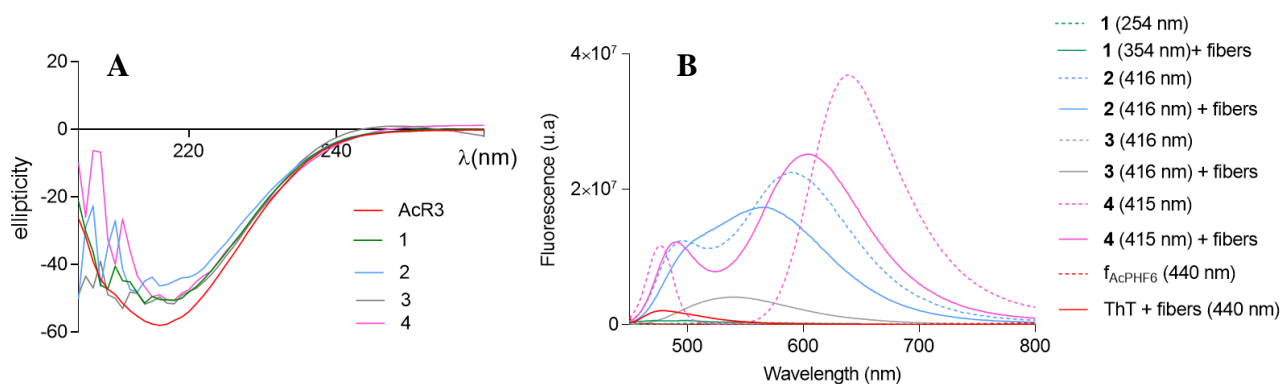 A
20
0
-20
-40
-60
220
240
λ(nm)
ellipticity
AcR3
1
2
3
4
B
4×10⁷
2×10⁷
0
500
600
700
800
Fluorescence (u.a)
Wavelength (nm)
1 (254 nm)
1 (354 nm)+ fibers
2 (416 nm)
2 (416 nm) + fibers
3 (416 nm)
3 (416 nm) + fibers
4 (415 nm)
4 (415 nm) + fibers
fAcPHF6 (440 nm)
ThT + fibers (440 nm)